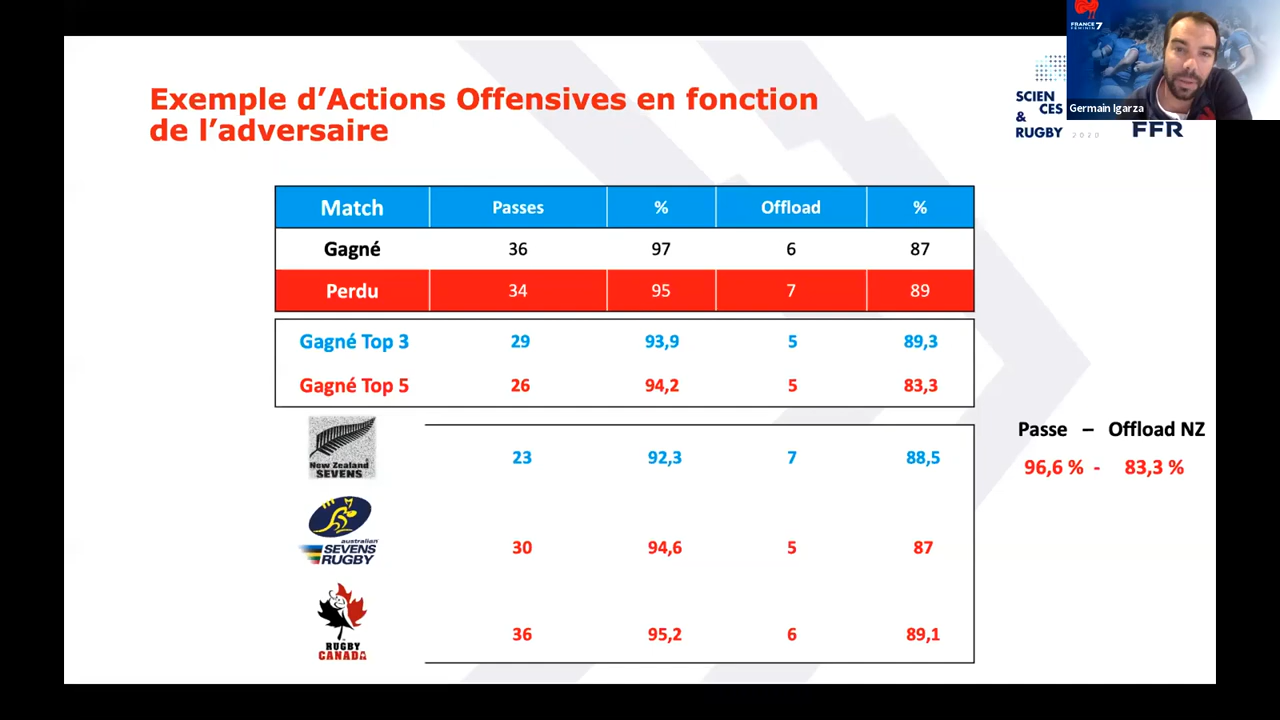 FRANCE 7
FÉMININ
Germain Igarza
Exemple d’Actions Offensives en fonction
de l’adversaire
SCIEN
CES
&
RUGBY 2020 FFR
Match Passes % Offload %
Gagné 36 97 6 87
Perdu 34 95 7 89
Gagné Top 3 29 93,9 5 89,3
Gagné Top 5 26 94,2 5 83,3
New Zealand
SEVENS
23 92,3 7 88,5
Passe – Offload NZ
96,6 % - 83,3 %
australian
SEVENS
RUGBY
30 94,6 5 87
RUGBY
CANADA
36 95,2 6 89,1